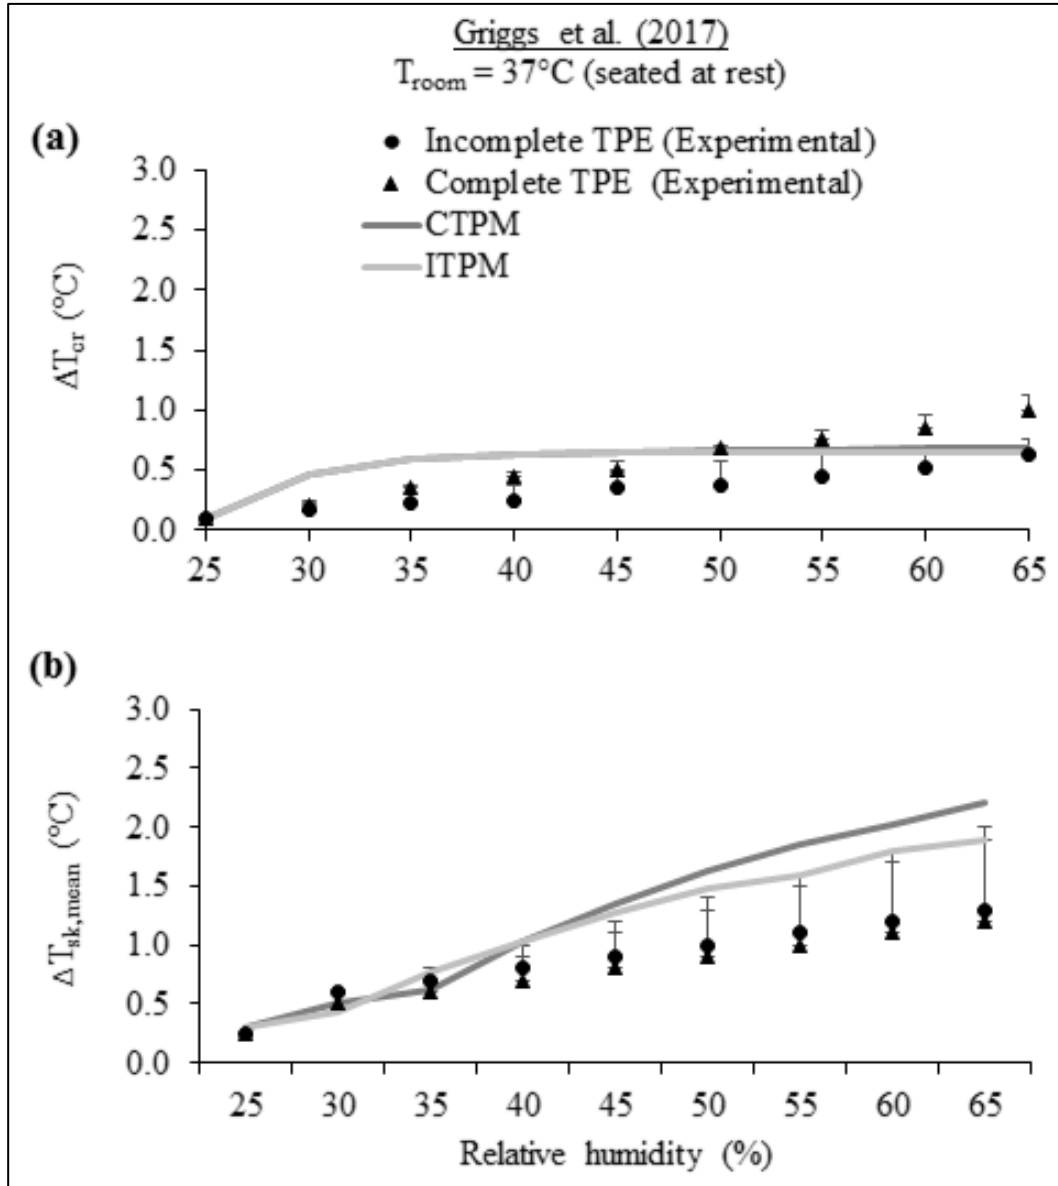 Griggs et al. (2017)
T_room = 37°C (seated at rest)
(a)
Incomplete TPE (Experimental)
Complete TPE (Experimental)
CTPM
ITPM
3.0
2.5
2.0
1.5
1.0
0.5
0.0
ΔT_cr (°C)
25 30 35 40 45 50 55 60 65
(b)
3.0
2.5
2.0
1.5
1.0
0.5
0.0
ΔT_sk,mean (°C)
25 30 35 40 45 50 55 60 65
Relative humidity (%)